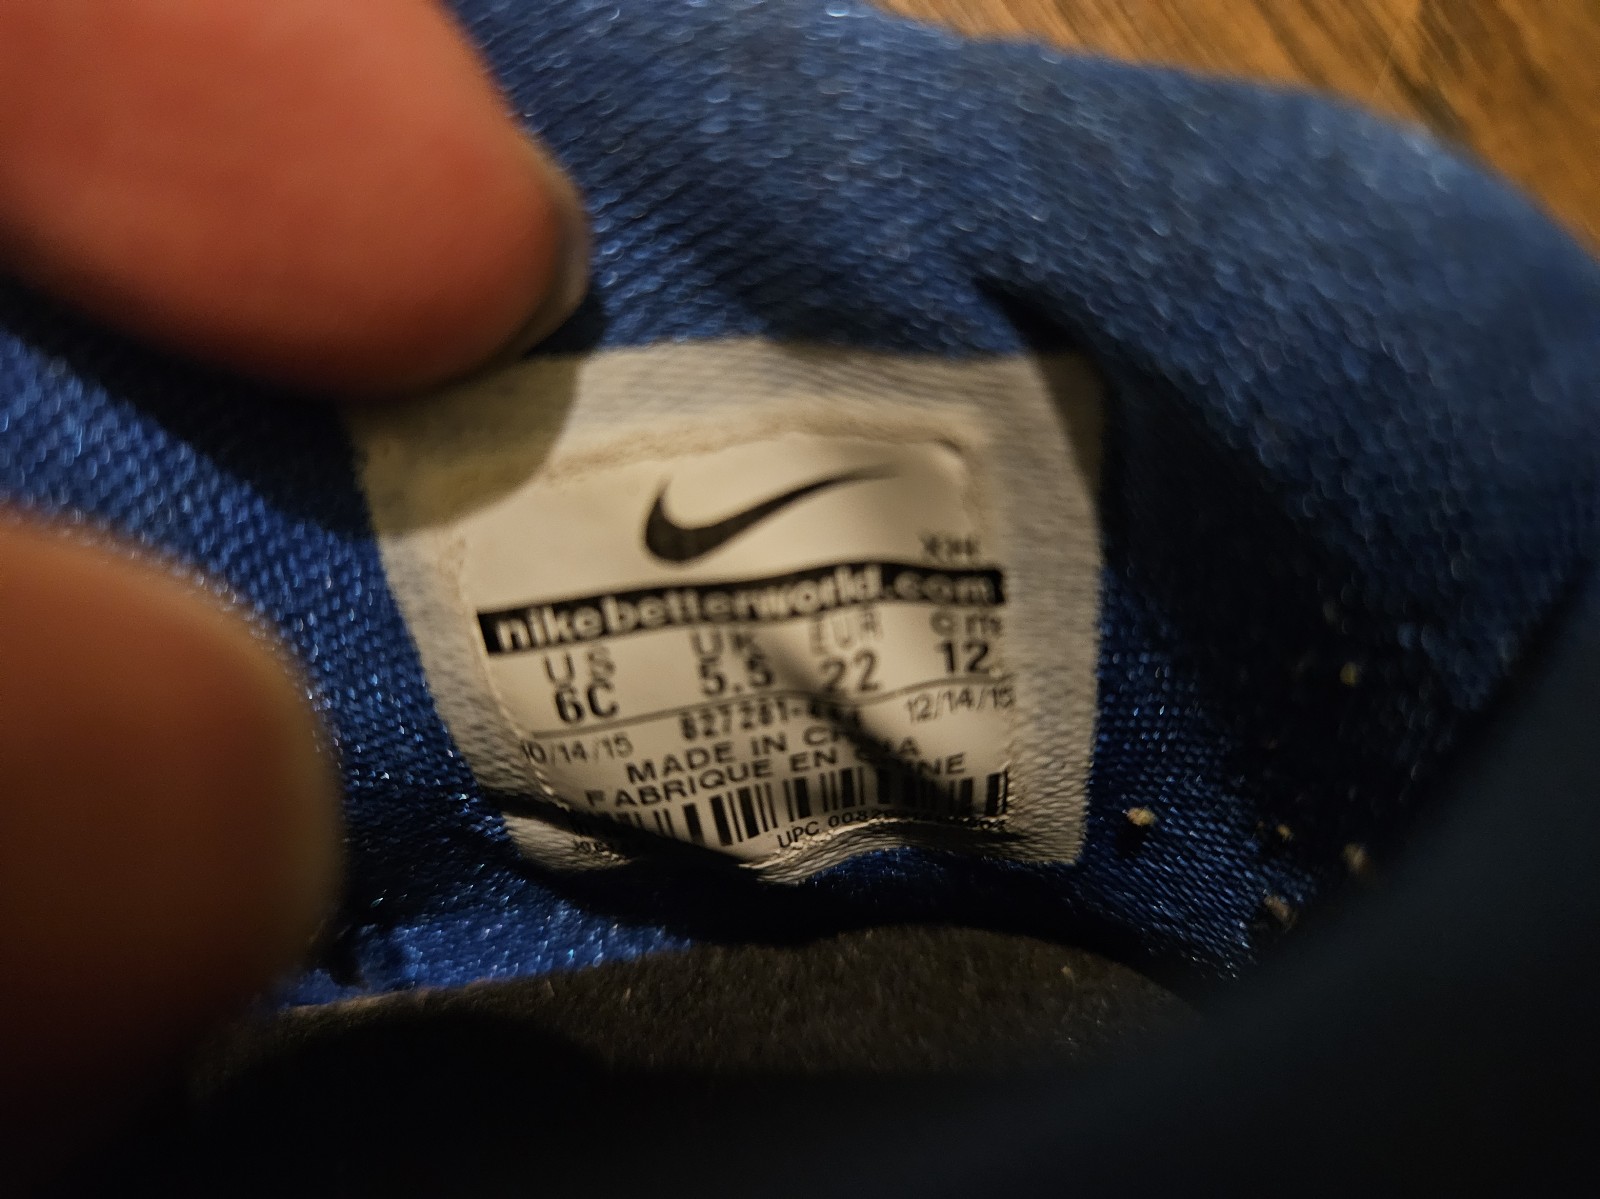 XH
nikebetterworld.com
US UK EUR cm
6C 5.5 22 12
10/14/15 12/14/15
MADE IN CHINA
FABRIQUE EN CHINE
UPC